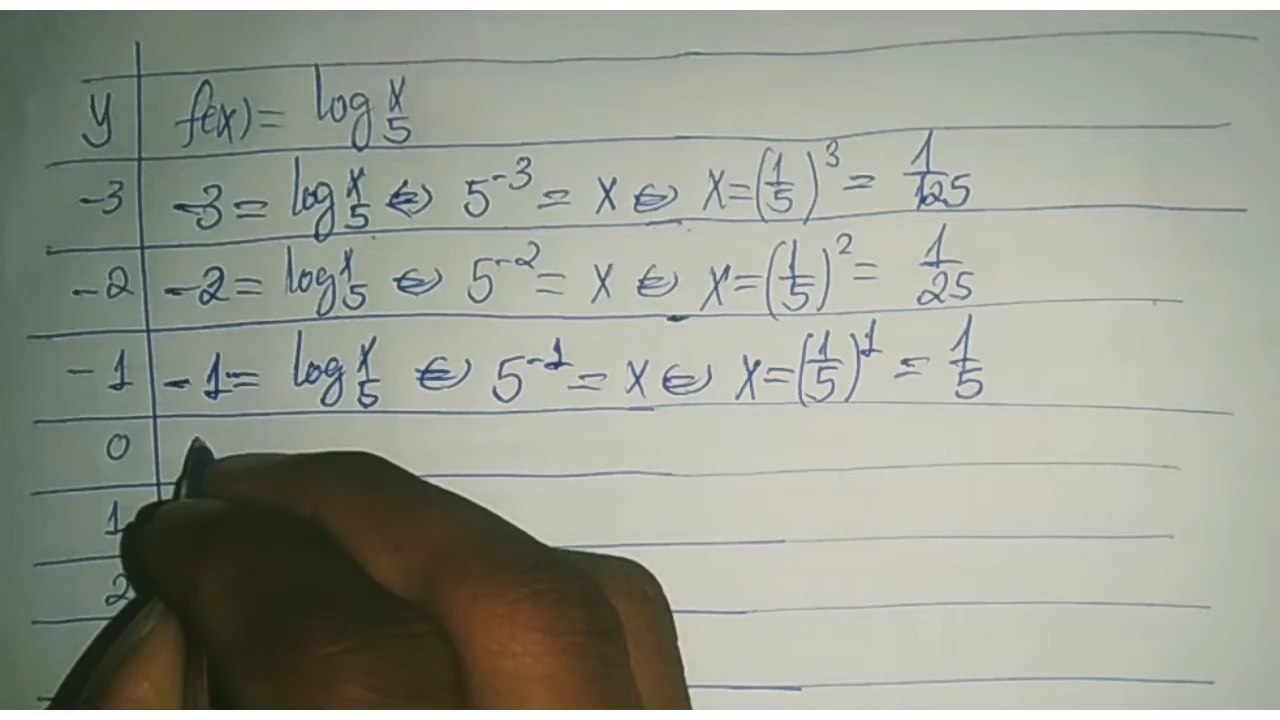 y f(x) = log x/5
-3 -3 = log x/5 ⇔ 5^-3 = x ⇔ x = (1/5)^3 = 1/125
-2 -2 = log x/5 ⇔ 5^-2 = x ⇔ x = (1/5)^2 = 1/25
-1 -1 = log x/5 ⇔ 5^-1 = x ⇔ x = (1/5)^1 = 1/5
0
1
2